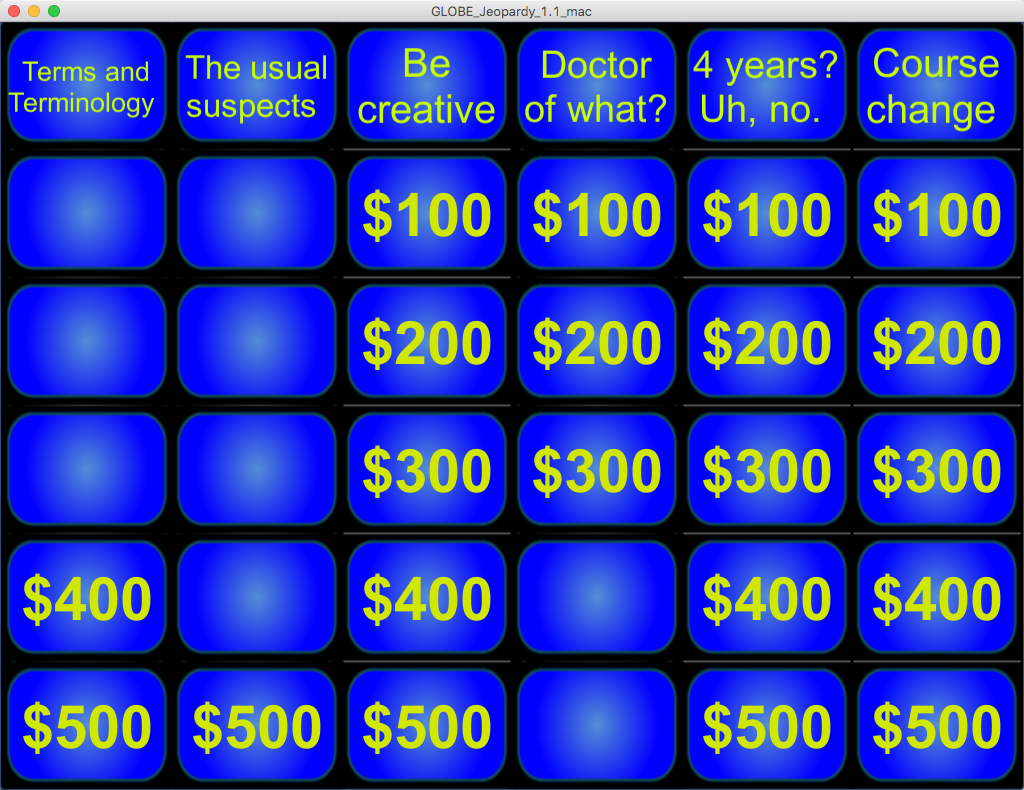 GLOBE_Jeopardy_1.1_mac
Terms and
Terminology
The usual
suspects
Be
creative
Doctor
of what?
4 years?
Uh, no.
Course
change
$100
$100
$100
$100
$200
$200
$200
$200
$300
$300
$300
$300
$400
$400
$400
$400
$500
$500
$500
$500
$500